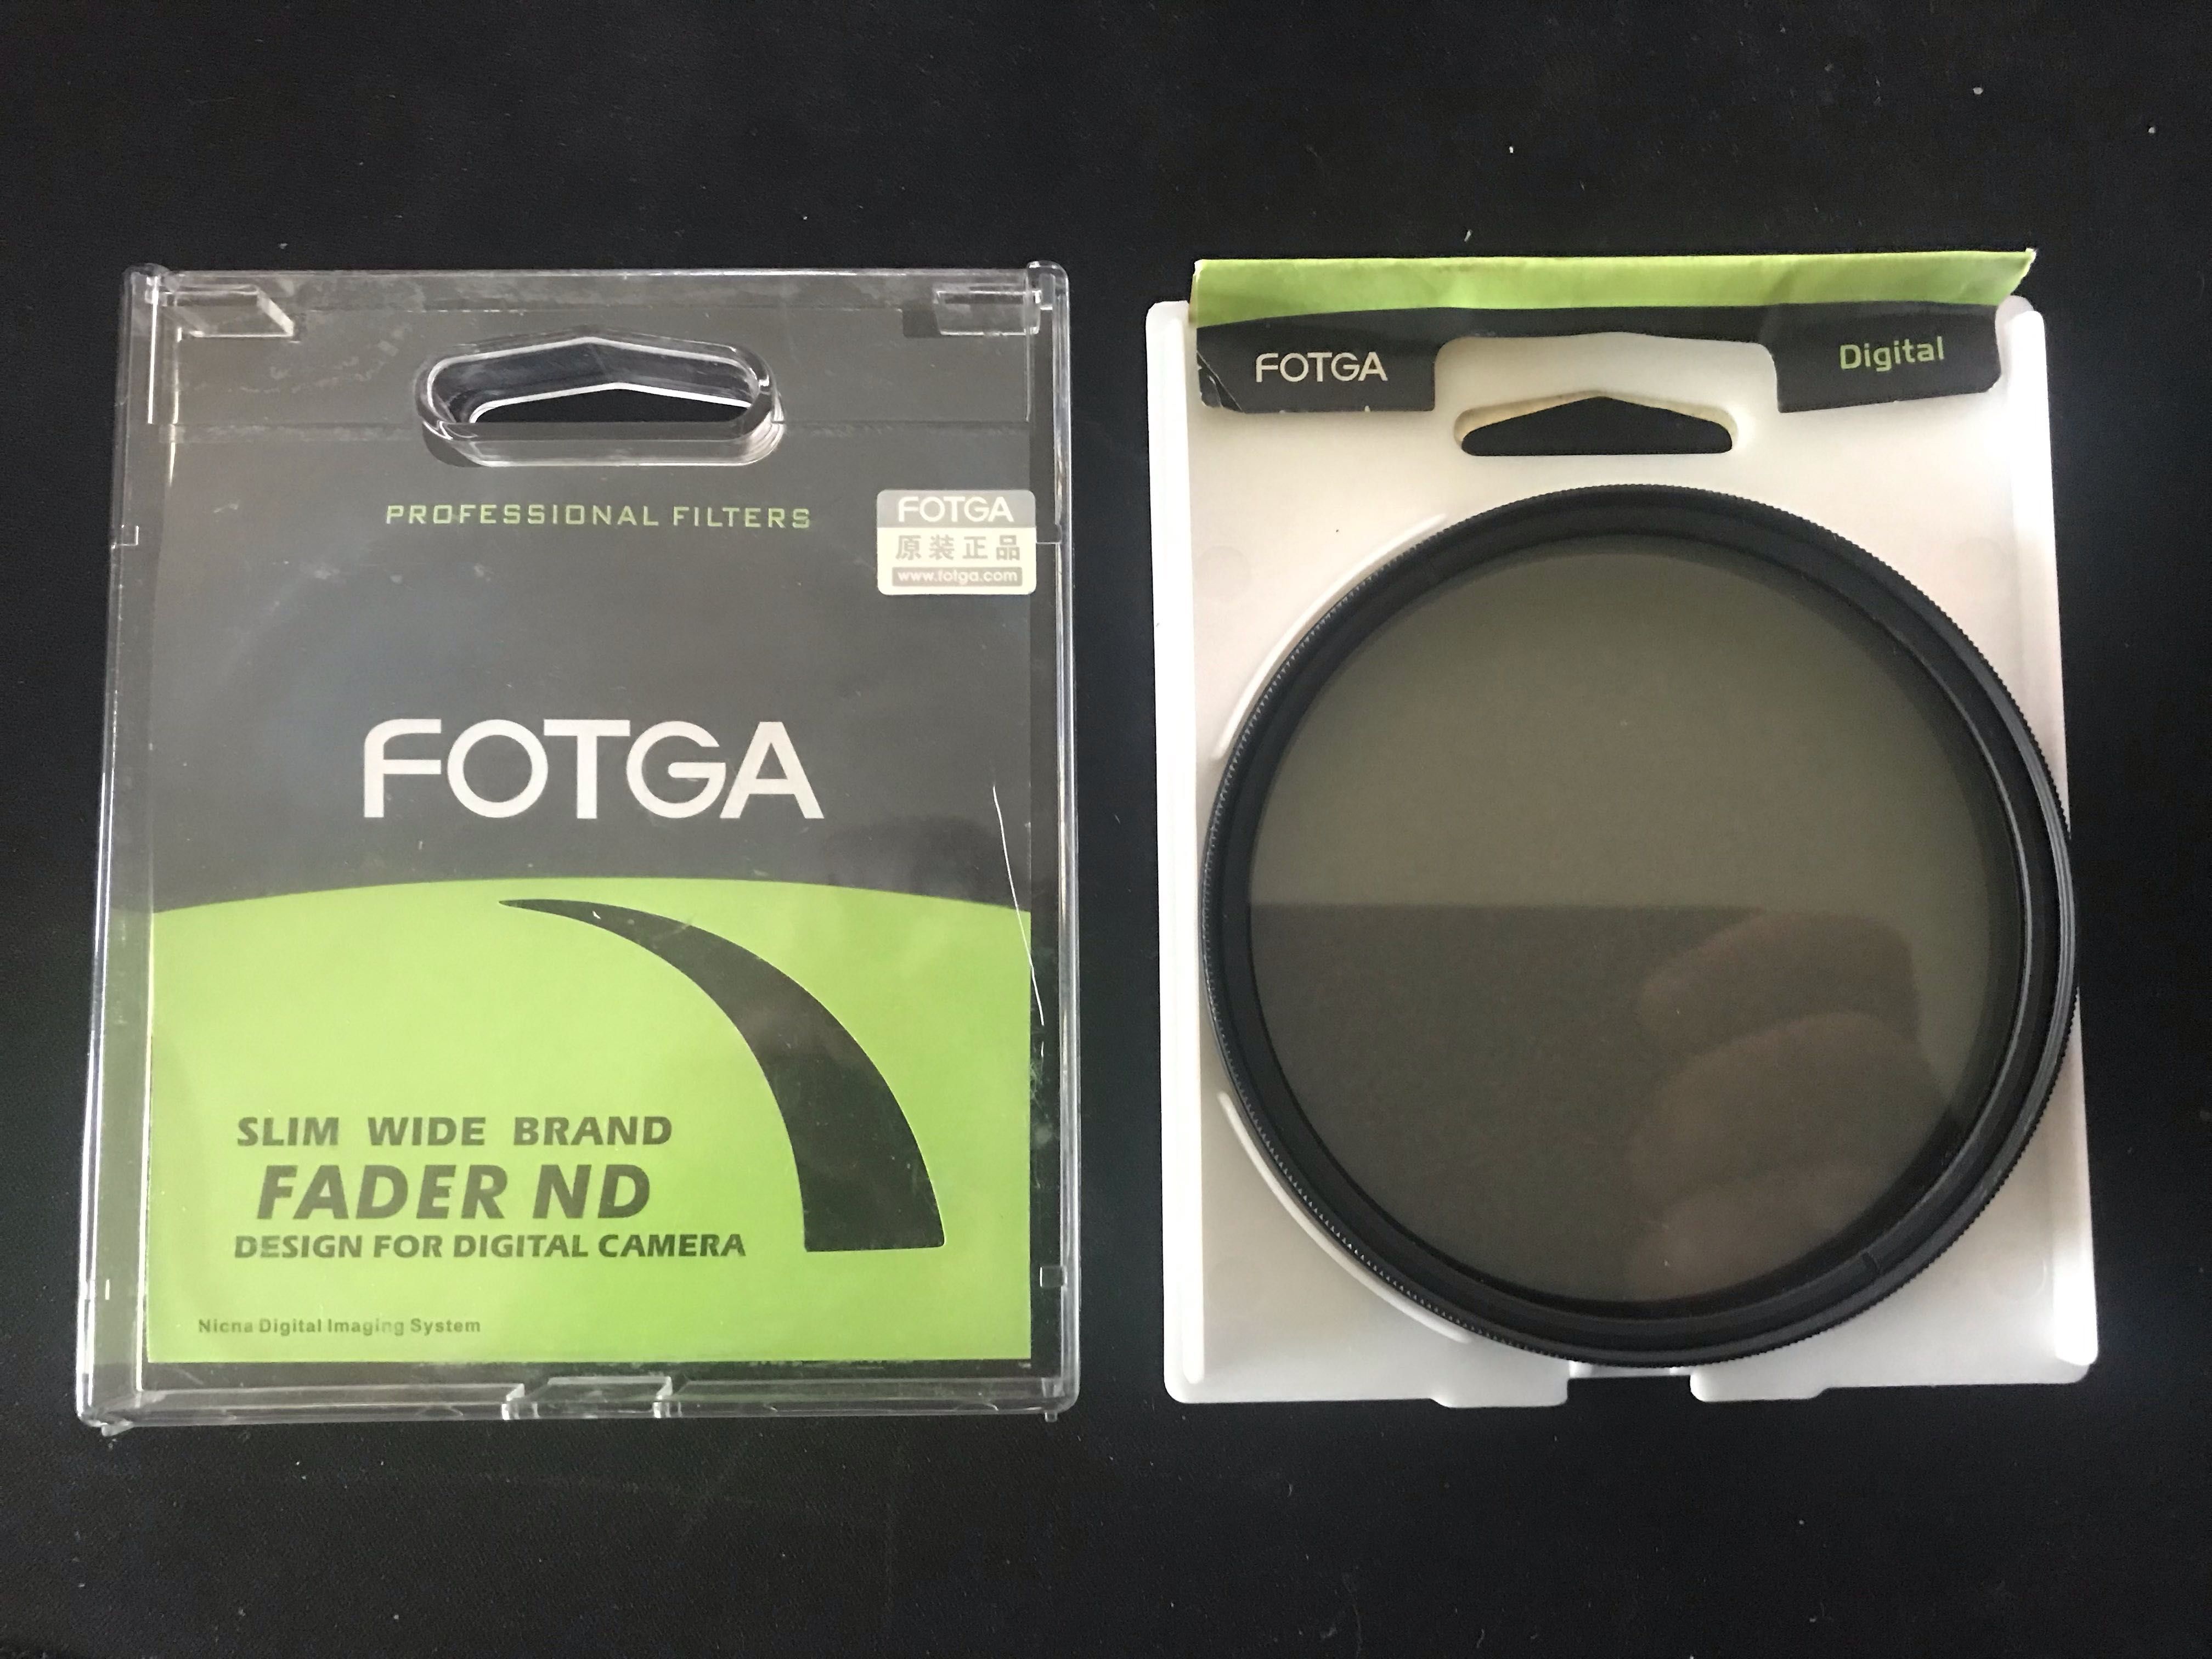 PROFESSIONAL FILTERS
FOTGA
原装正品
www.fotga.com
FOTGA
SLIM WIDE BRAND
FADER ND
DESIGN FOR DIGITAL CAMERA
Nicna Digital Imaging System
FOTGA
Digital